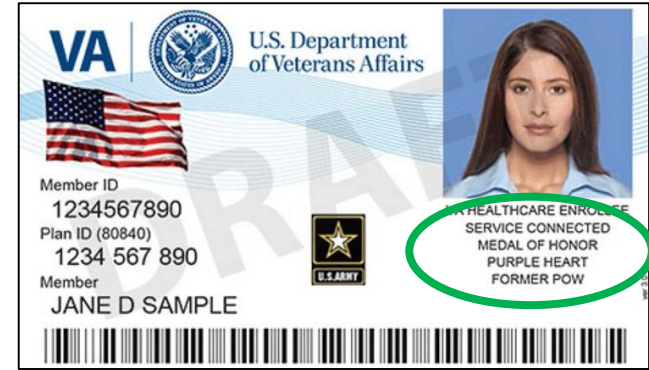 VA
U.S. Department
of Veterans Affairs
DRAFT
Member ID
1234567890
Plan ID (80840)
1234 567 890
Member
JANE D SAMPLE
U.S.ARMY
VA HEALTHCARE ENROLLEE
SERVICE CONNECTED
MEDAL OF HONOR
PURPLE HEART
FORMER POW